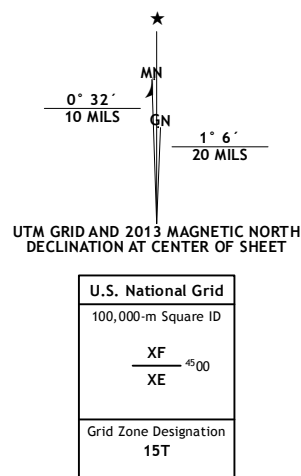 ★
MN
0° 32´
10 MILS
GN
1° 6´
20 MILS
UTM GRID AND 2013 MAGNETIC NORTH
DECLINATION AT CENTER OF SHEET
U.S. National Grid
100,000-m Square ID
XF
4500
XE
Grid Zone Designation
15T